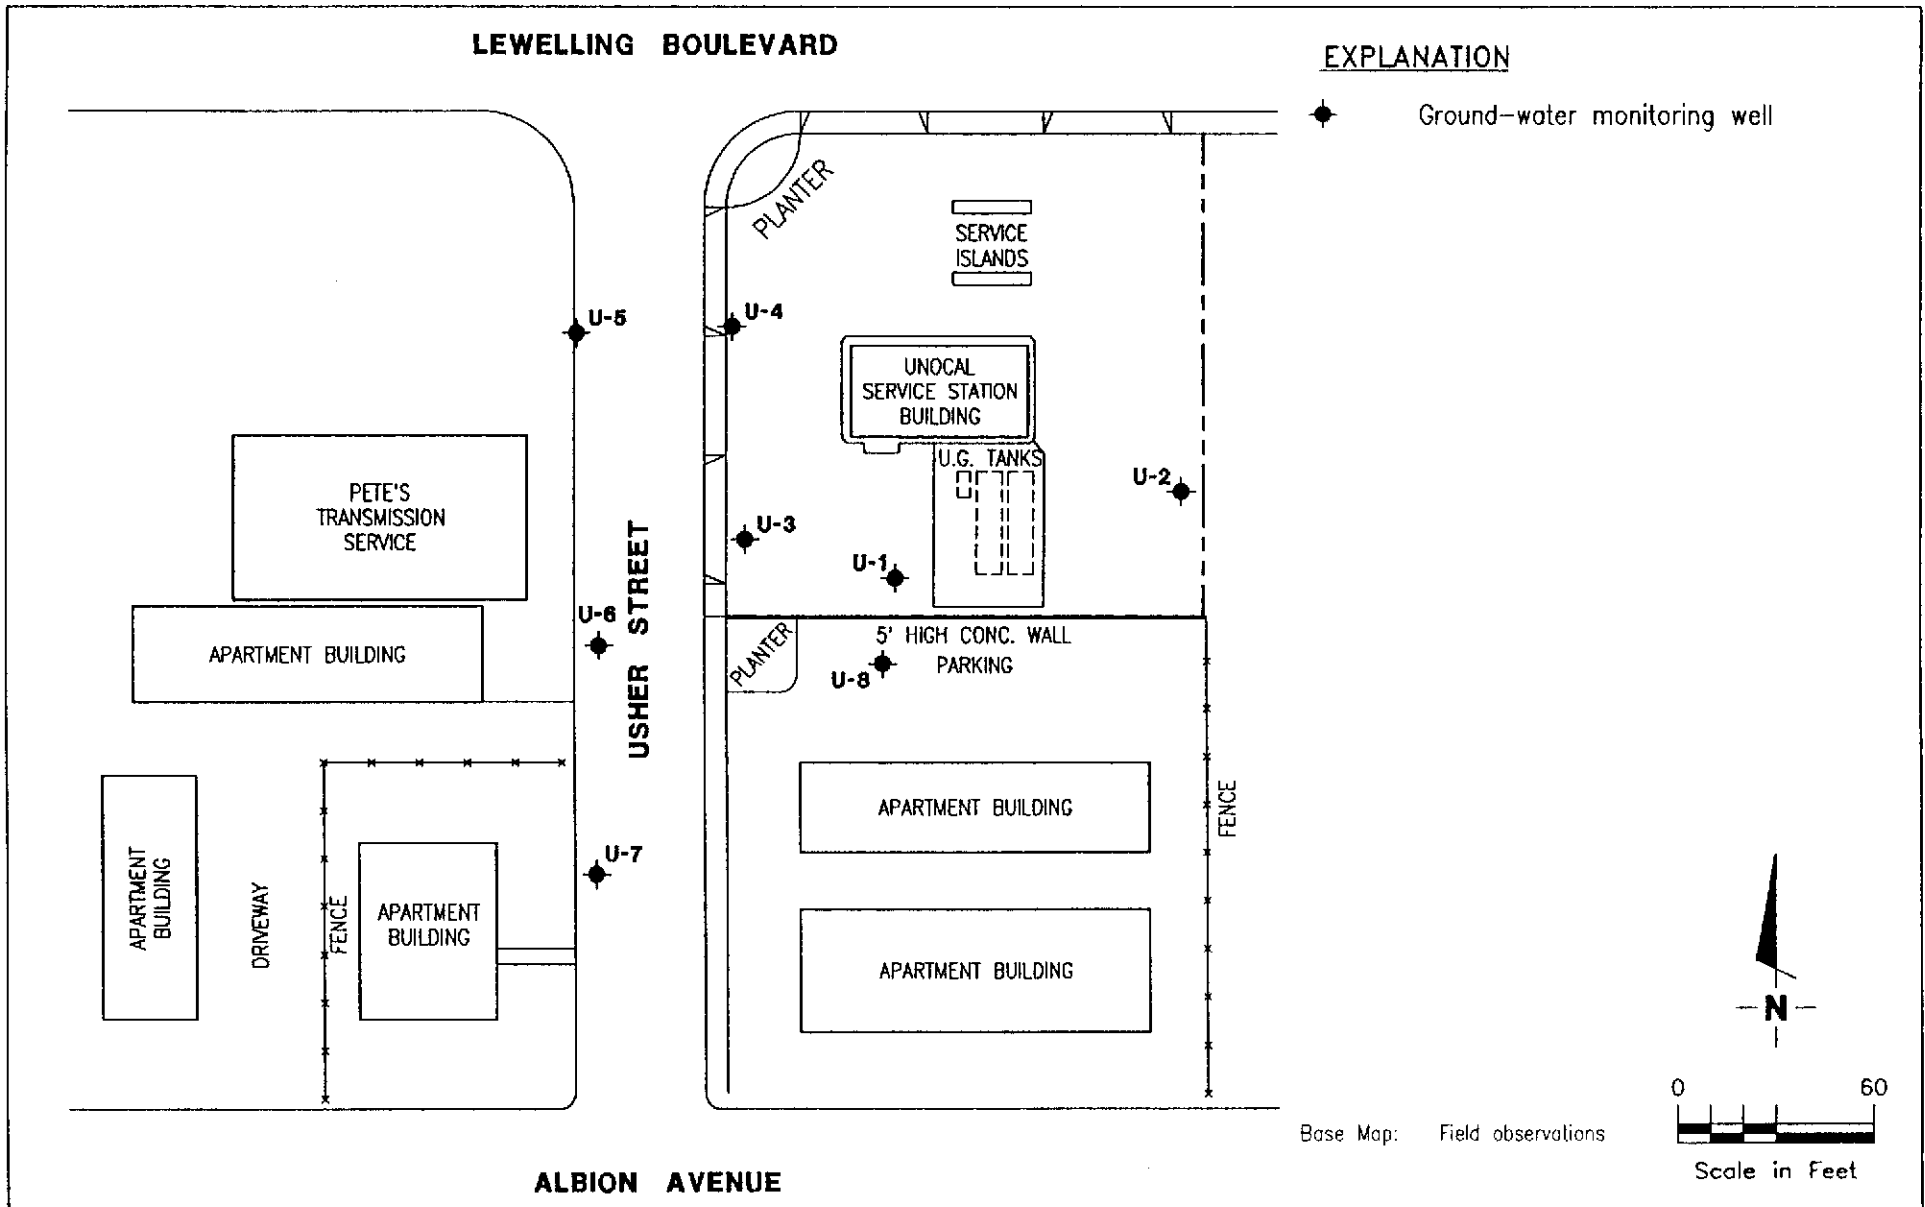 LEWELLING BOULEVARD
EXPLANATION
Ground-water monitoring well
PLANTER
SERVICE
ISLANDS
U-5
U-4
UNOCAL
SERVICE STATION
BUILDING
U.G. TANKS
U-2
PETE'S
TRANSMISSION
SERVICE
U-3
U-1
USHER STREET
U-6
APARTMENT BUILDING
5' HIGH CONC. WALL
PARKING
PLANTER
U-8
APARTMENT BUILDING
FENCE
U-7
APARTMENT
BUILDING
DRIVEWAY
FENCE
APARTMENT
BUILDING
APARTMENT BUILDING
N
0 60
Base Map: Field observations
Scale in Feet
ALBION AVENUE